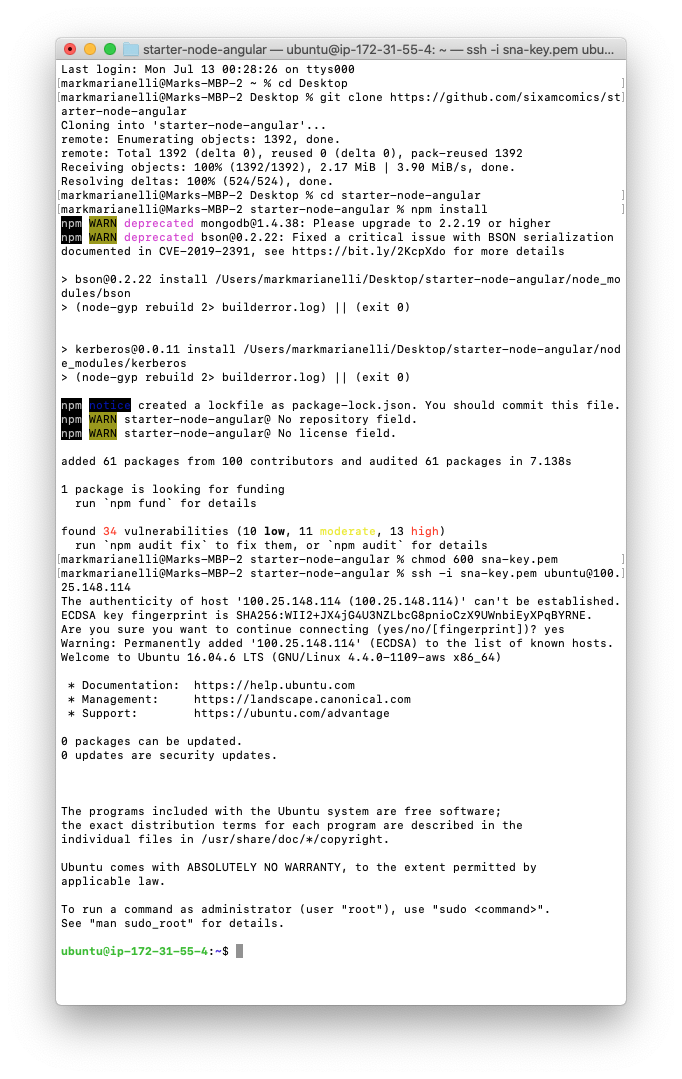 starter-node-angular — ubuntu@ip-172-31-55-4: ~ — ssh -i sna-key.pem ubu...
Last login: Mon Jul 13 00:28:26 on ttys000
[markmarianelli@Marks-MBP-2 ~ % cd Desktop ]
[markmarianelli@Marks-MBP-2 Desktop % git clone https://github.com/sixamcomics/st]
arter-node-angular
Cloning into 'starter-node-angular'...
remote: Enumerating objects: 1392, done.
remote: Total 1392 (delta 0), reused 0 (delta 0), pack-reused 1392
Receiving objects: 100% (1392/1392), 2.17 MiB | 3.90 MiB/s, done.
Resolving deltas: 100% (524/524), done.
[markmarianelli@Marks-MBP-2 Desktop % cd starter-node-angular ]
[markmarianelli@Marks-MBP-2 starter-node-angular % npm install ]
npm WARN deprecated mongodb@1.4.38: Please upgrade to 2.2.19 or higher
npm WARN deprecated bson@0.2.22: Fixed a critical issue with BSON serialization
documented in CVE-2019-2391, see https://bit.ly/2KcpXdo for more details
> bson@0.2.22 install /Users/markmarianelli/Desktop/starter-node-angular/node_mo
dules/bson
> (node-gyp rebuild 2> builderror.log) || (exit 0)
> kerberos@0.0.11 install /Users/markmarianelli/Desktop/starter-node-angular/nod
e_modules/kerberos
> (node-gyp rebuild 2> builderror.log) || (exit 0)
npm notice created a lockfile as package-lock.json. You should commit this file.
npm WARN starter-node-angular@ No repository field.
npm WARN starter-node-angular@ No license field.
added 61 packages from 100 contributors and audited 61 packages in 7.138s
1 package is looking for funding
run `npm fund` for details
found 34 vulnerabilities (10 low, 11 moderate, 13 high)
run `npm audit fix` to fix them, or `npm audit` for details
[markmarianelli@Marks-MBP-2 starter-node-angular % chmod 600 sna-key.pem ]
[markmarianelli@Marks-MBP-2 starter-node-angular % ssh -i sna-key.pem ubuntu@100.]
25.148.114
The authenticity of host '100.25.148.114 (100.25.148.114)' can't be established.
ECDSA key fingerprint is SHA256:WII2+JX4jG4U3NZLbcG8pnioCzX9UWnbiEyXPqBYRNE.
Are you sure you want to continue connecting (yes/no/[fingerprint])? yes
Warning: Permanently added '100.25.148.114' (ECDSA) to the list of known hosts.
Welcome to Ubuntu 16.04.6 LTS (GNU/Linux 4.4.0-1109-aws x86_64)
* Documentation: https://help.ubuntu.com
* Management: https://landscape.canonical.com
* Support: https://ubuntu.com/advantage
0 packages can be updated.
0 updates are security updates.
The programs included with the Ubuntu system are free software;
the exact distribution terms for each program are described in the
individual files in /usr/share/doc/*/copyright.
Ubuntu comes with ABSOLUTELY NO WARRANTY, to the extent permitted by
applicable law.
To run a command as administrator (user "root"), use "sudo <command>".
See "man sudo_root" for details.
ubuntu@ip-172-31-55-4:~$